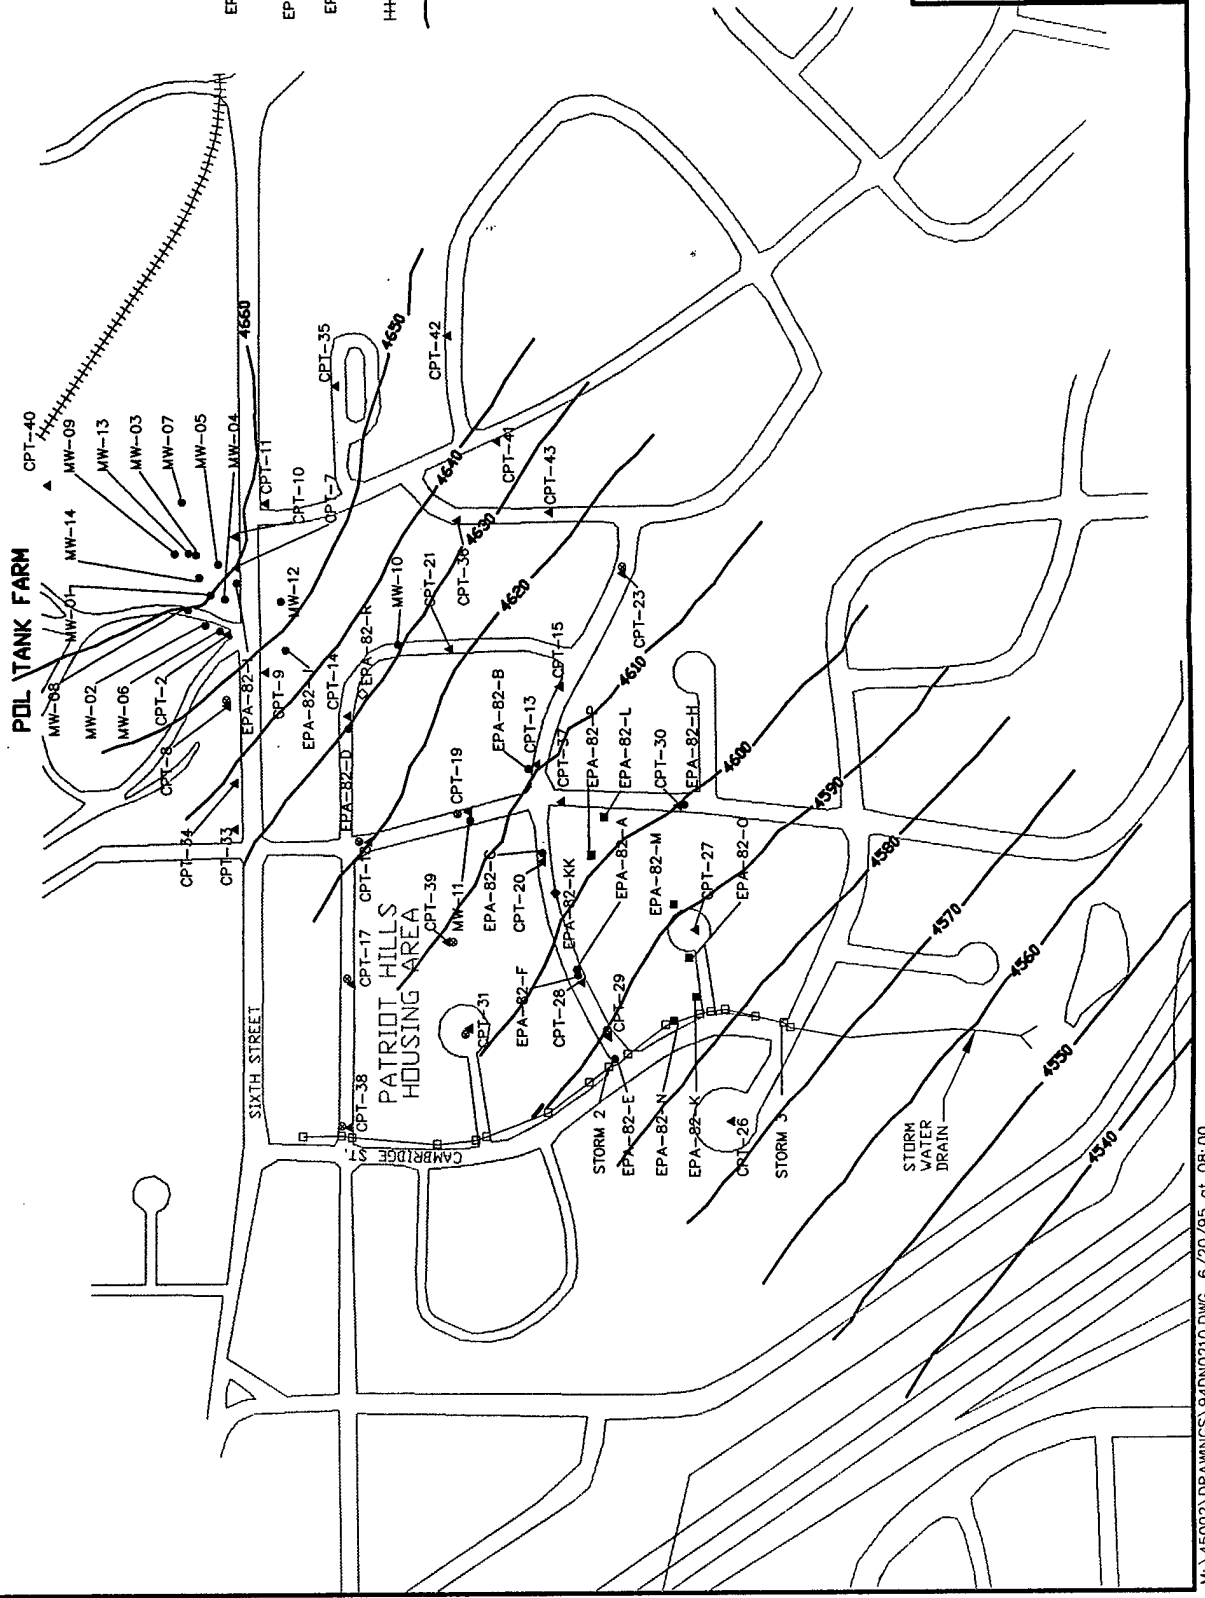 POL TANK FARM
CPT-40
MW-09
MW-13
MW-03
MW-07
MW-05
MW-04
MW-14
MW-01
MW-08
MW-02
MW-06
CPT-2
CPT-8
EPA-82-I
CPT-9
EPA-82-J
CPT-14
EPA-82-R
CPT-11
CPT-10
CPT-7
MW-12
MW-10
CPT-21
CPT-35
CPT-42
CPT-41
CPT-43
CPT-36
CPT-23
CPT-15
4660
4650
4640
4630
4620
4610
4600
4590
4580
4570
4560
4550
4540
CPT-34
CPT-33
EPA-82-D
CPT-19
EPA-82-B
CPT-13
CPT-37
EPA-82-P
EPA-82-L
CPT-30
EPA-82-H
CPT-17
CPT-39
MW-11
CPT-20
EPA-82-KK
EPA-82-A
EPA-82-M
CPT-27
EPA-82-O
SIXTH STREET
PATRIOT HILLS
HOUSING AREA
CPT-38
CAMBRIDGE
ST.
CPT-31
EPA-82-F
CPT-28
CPT-29
STORM 2
EPA-82-E
EPA-82-N
EPA-82-K
CPT-26
STORM 3
STORM
WATER
DRAIN